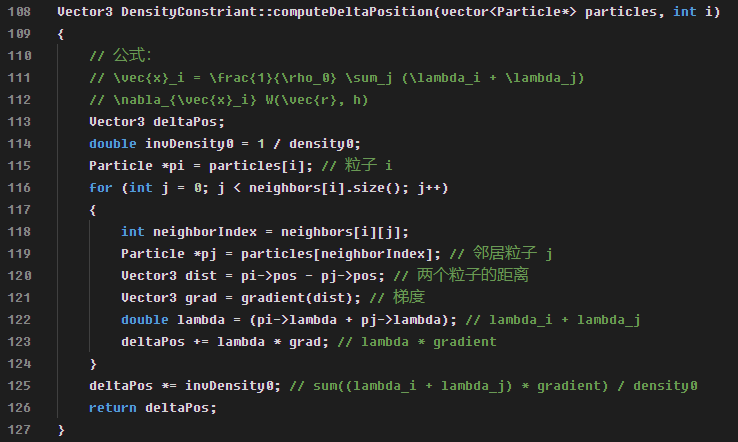 108 Vector3 DensityConstriant::computeDeltaPosition(vector<Particle*> particles, int i)
109 {
110     // 公式：
111     // \vec{x}_i = \frac{1}{\rho_0} \sum_j (\lambda_i + \lambda_j)
112     // \nabla_{\vec{x}_i} W(\vec{r}, h)
113     Vector3 deltaPos;
114     double invDensity0 = 1 / density0;
115     Particle *pi = particles[i]; // 粒子 i
116     for (int j = 0; j < neighbors[i].size(); j++)
117     {
118         int neighborIndex = neighbors[i][j];
119         Particle *pj = particles[neighborIndex]; // 邻居粒子 j
120         Vector3 dist = pi->pos - pj->pos; // 两个粒子的距离
121         Vector3 grad = gradient(dist); // 梯度
122         double lambda = (pi->lambda + pj->lambda); // lambda_i + lambda_j
123         deltaPos += lambda * grad; // lambda * gradient
124     }
125     deltaPos *= invDensity0; // sum((lambda_i + lambda_j) * gradient) / density0
126     return deltaPos;
127 }